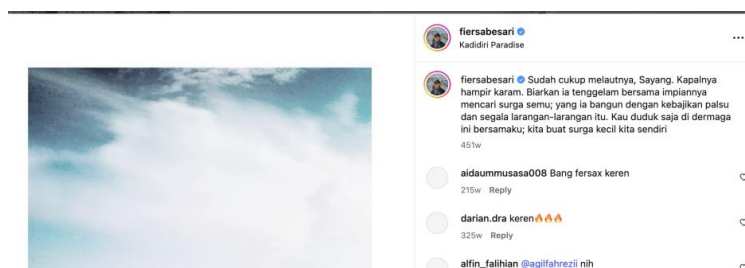 fiersabesari
Kadidiri Paradise
fiersabesari Sudah cukup melautnya, Sayang. Kapalnya
hampir karam. Biarkan ia tenggelam bersama impiannya
mencari surga semu; yang ia bangun dengan kebajikan palsu
dan segala larangan-larangan itu. Kau duduk saja di dermaga
ini bersamaku; kita buat surga kecil kita sendiri
451w
aidaummusasa008 Bang fersax keren
215w Reply
darian.dra keren🔥🔥🔥
325w Reply
alfin_falihian @agilfahrezii nih